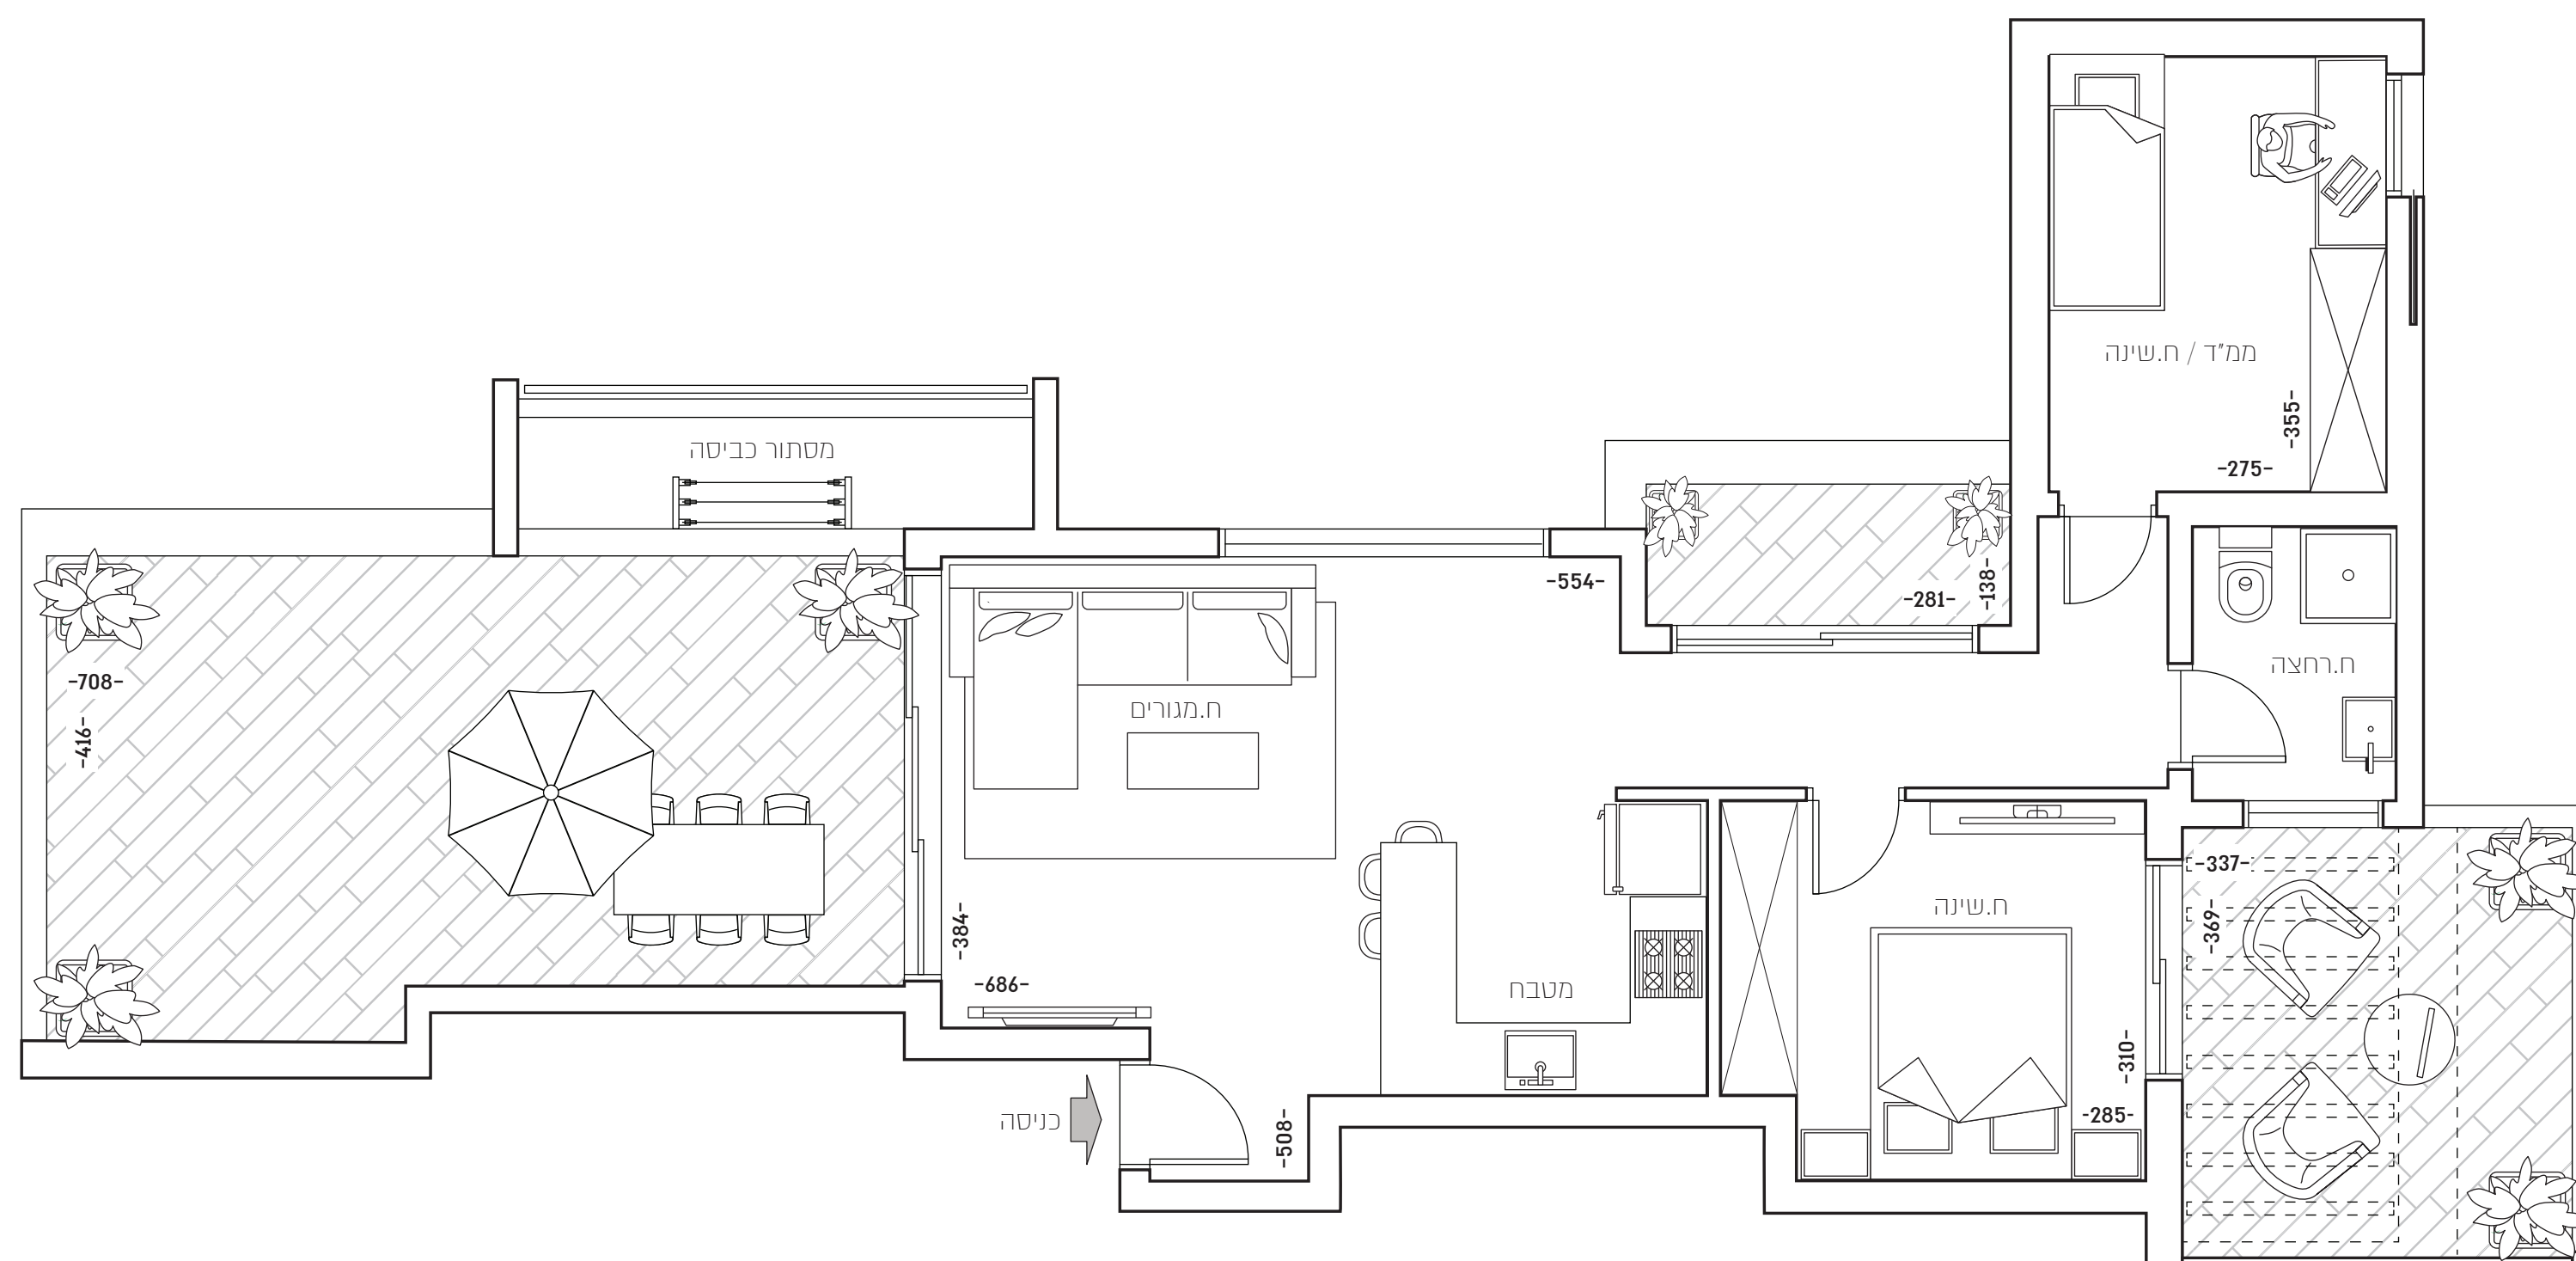 ממ"ד / ח.שינה
-355-
-275-
מסתור כביסה
-554-
-138-
-281-
ח.רחצה
-708-
-416-
ח.מגורים
-337-
-369-
ח.שינה
-384-
-686-
מטבח
-310-
-285-
כניסה
-508-